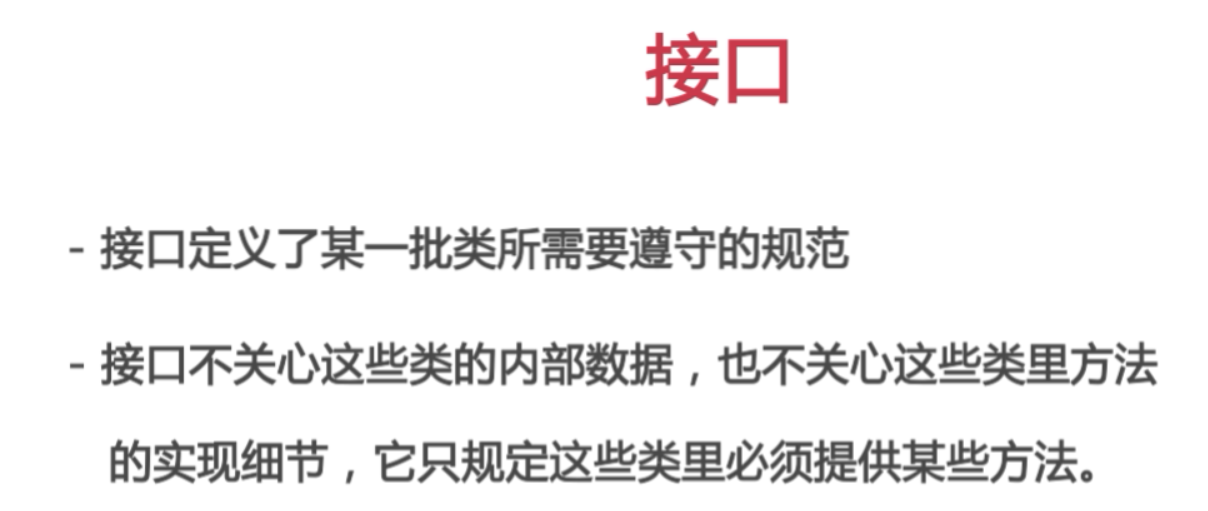 接口
- 接口定义了某一批类所需要遵守的规范
- 接口不关心这些类的内部数据，也不关心这些类里方法
的实现细节，它只规定这些类里必须提供某些方法。